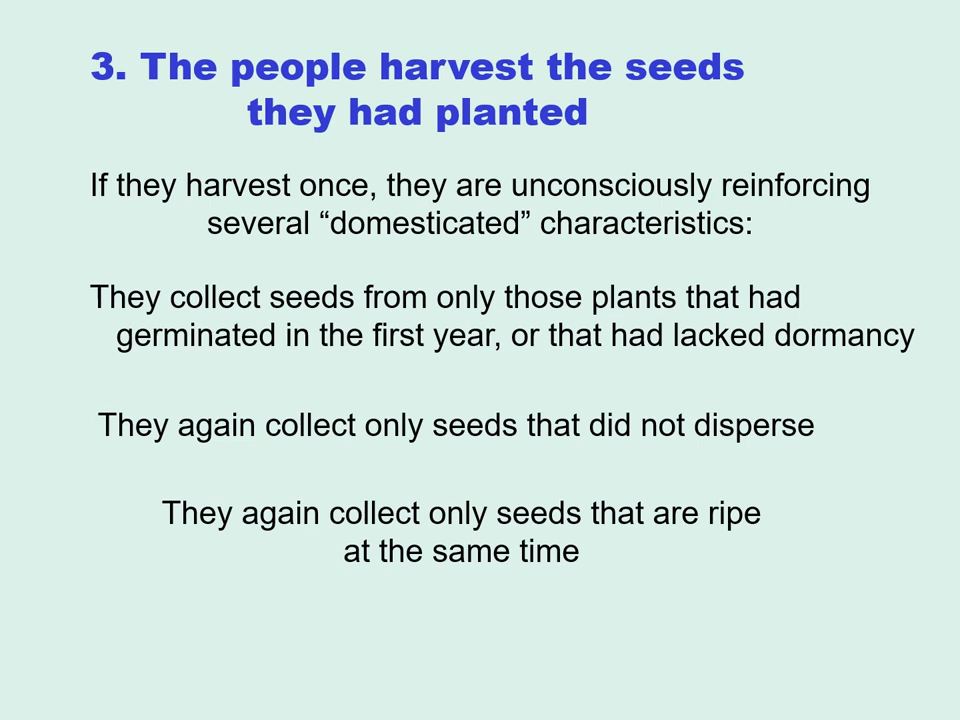 3. The people harvest the seeds
they had planted
If they harvest once, they are unconsciously reinforcing
several “domesticated” characteristics:
They collect seeds from only those plants that had
germinated in the first year, or that had lacked dormancy
They again collect only seeds that did not disperse
They again collect only seeds that are ripe
at the same time